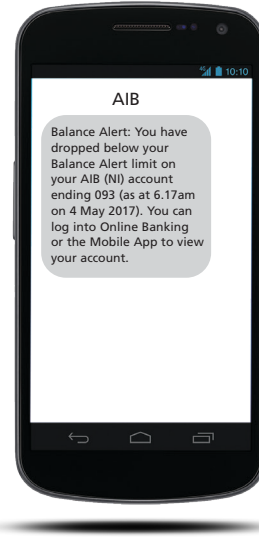 10:10
AIB
Balance Alert: You have
dropped below your
Balance Alert limit on
your AIB (NI) account
ending 093 (as at 6.17am
on 4 May 2017). You can
log into Online Banking
or the Mobile App to view
your account.